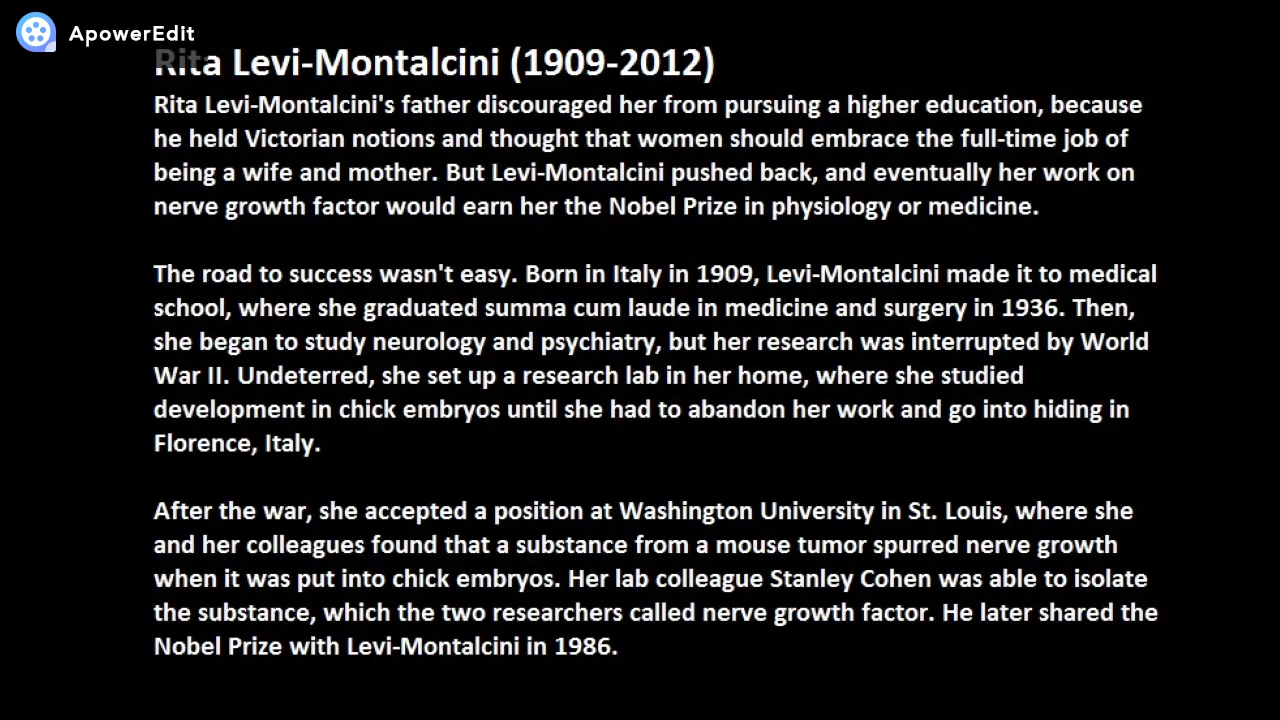 ApowerEdit
Rita Levi-Montalcini (1909-2012)
Rita Levi-Montalcini's father discouraged her from pursuing a higher education, because
he held Victorian notions and thought that women should embrace the full-time job of
being a wife and mother. But Levi-Montalcini pushed back, and eventually her work on
nerve growth factor would earn her the Nobel Prize in physiology or medicine.
The road to success wasn't easy. Born in Italy in 1909, Levi-Montalcini made it to medical
school, where she graduated summa cum laude in medicine and surgery in 1936. Then,
she began to study neurology and psychiatry, but her research was interrupted by World
War II. Undeterred, she set up a research lab in her home, where she studied
development in chick embryos until she had to abandon her work and go into hiding in
Florence, Italy.
After the war, she accepted a position at Washington University in St. Louis, where she
and her colleagues found that a substance from a mouse tumor spurred nerve growth
when it was put into chick embryos. Her lab colleague Stanley Cohen was able to isolate
the substance, which the two researchers called nerve growth factor. He later shared the
Nobel Prize with Levi-Montalcini in 1986.